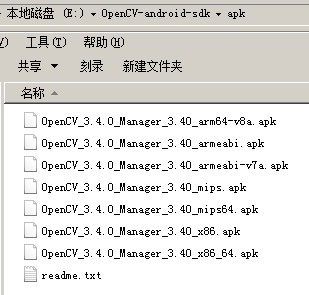 本地磁盘 (E:) ▸ OpenCV-android-sdk ▸ apk
V) 工具(T) 帮助(H)
共享 ▼ 刻录 新建文件夹
名称
OpenCV_3.4.0_Manager_3.40_arm64-v8a.apk
OpenCV_3.4.0_Manager_3.40_armeabi.apk
OpenCV_3.4.0_Manager_3.40_armeabi-v7a.apk
OpenCV_3.4.0_Manager_3.40_mips.apk
OpenCV_3.4.0_Manager_3.40_mips64.apk
OpenCV_3.4.0_Manager_3.40_x86.apk
OpenCV_3.4.0_Manager_3.40_x86_64.apk
readme.txt